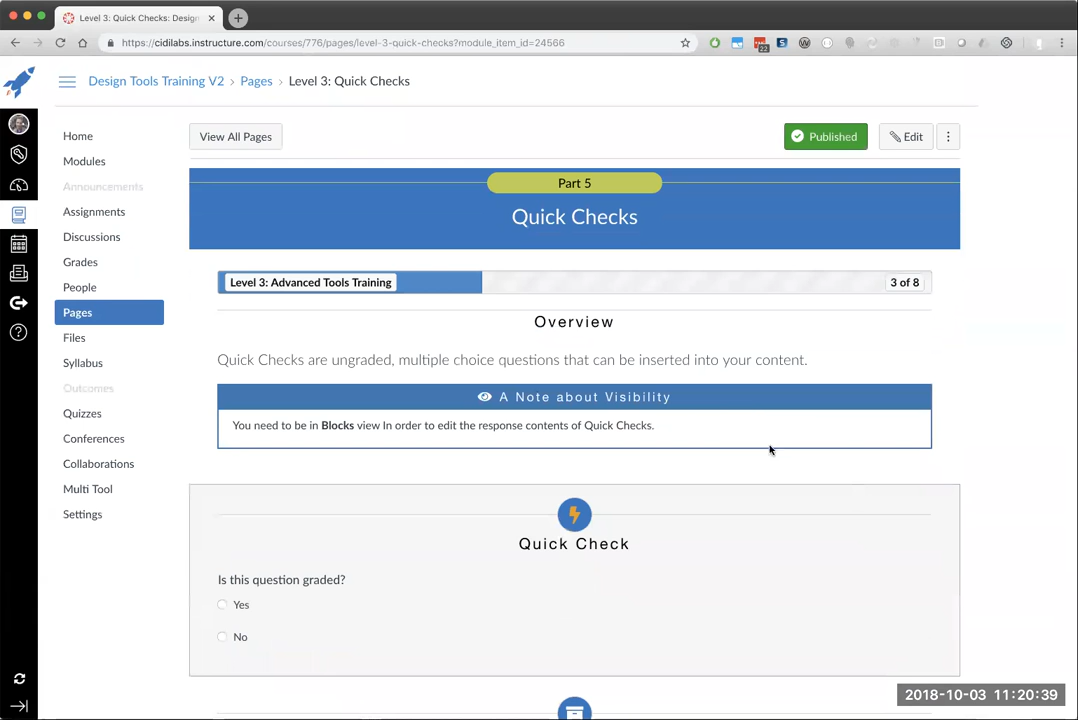 Level 3: Quick Checks: Design
https://cidilabs.instructure.com/courses/776/pages/level-3-quick-checks?module_item_id=24566
22
Design Tools Training V2 › Pages › Level 3: Quick Checks
Home
Modules
Announcements
Assignments
Discussions
Grades
People
Pages
Files
Syllabus
Outcomes
Quizzes
Conferences
Collaborations
Multi Tool
Settings
View All Pages
Published
Edit
Part 5
Quick Checks
Level 3: Advanced Tools Training
3 of 8
Overview
Quick Checks are ungraded, multiple choice questions that can be inserted into your content.
A Note about Visibility
You need to be in Blocks view In order to edit the response contents of Quick Checks.
Quick Check
Is this question graded?
Yes
No
2018-10-03 11:20:39